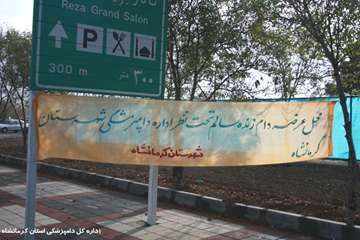 Reza Grand Salon
P
300 m
۳۰۰ متر
محل عرضه دام زنده سالم تحت نظر اداره دامپزشکی شهرستان
کرمانشاه
شهرستان کرمانشاه
اداره کل دامپزشکی استان کرمانشاه